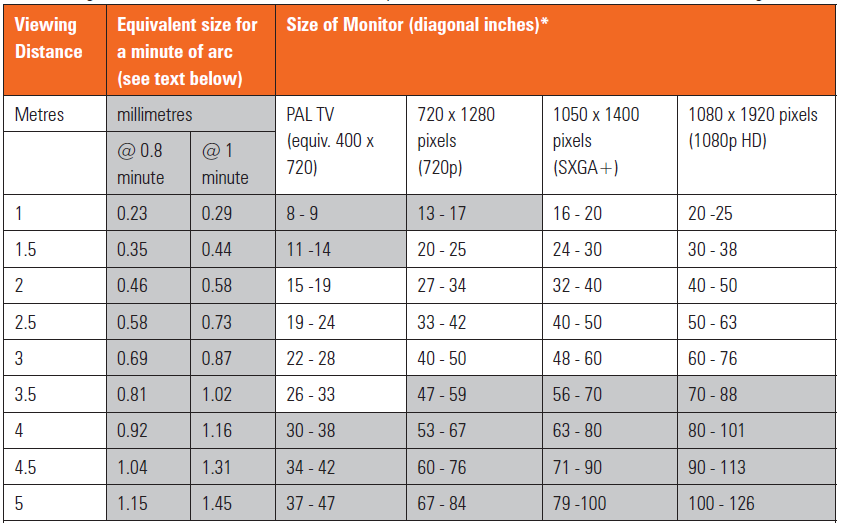 Viewing Distance | Equivalent size for a minute of arc (see text below) | Size of Monitor (diagonal inches)*
Metres | millimetres | PAL TV (equiv. 400 x 720) | 720 x 1280 pixels (720p) | 1050 x 1400 pixels (SXGA+) | 1080 x 1920 pixels (1080p HD)
@ 0.8 minute | @ 1 minute
1 | 0.23 | 0.29 | 8 - 9 | 13 - 17 | 16 - 20 | 20 -25
1.5 | 0.35 | 0.44 | 11 -14 | 20 - 25 | 24 - 30 | 30 - 38
2 | 0.46 | 0.58 | 15 -19 | 27 - 34 | 32 - 40 | 40 - 50
2.5 | 0.58 | 0.73 | 19 - 24 | 33 - 42 | 40 - 50 | 50 - 63
3 | 0.69 | 0.87 | 22 - 28 | 40 - 50 | 48 - 60 | 60 - 76
3.5 | 0.81 | 1.02 | 26 - 33 | 47 - 59 | 56 - 70 | 70 - 88
4 | 0.92 | 1.16 | 30 - 38 | 53 - 67 | 63 - 80 | 80 - 101
4.5 | 1.04 | 1.31 | 34 - 42 | 60 - 76 | 71 - 90 | 90 - 113
5 | 1.15 | 1.45 | 37 - 47 | 67 - 84 | 79 -100 | 100 - 126